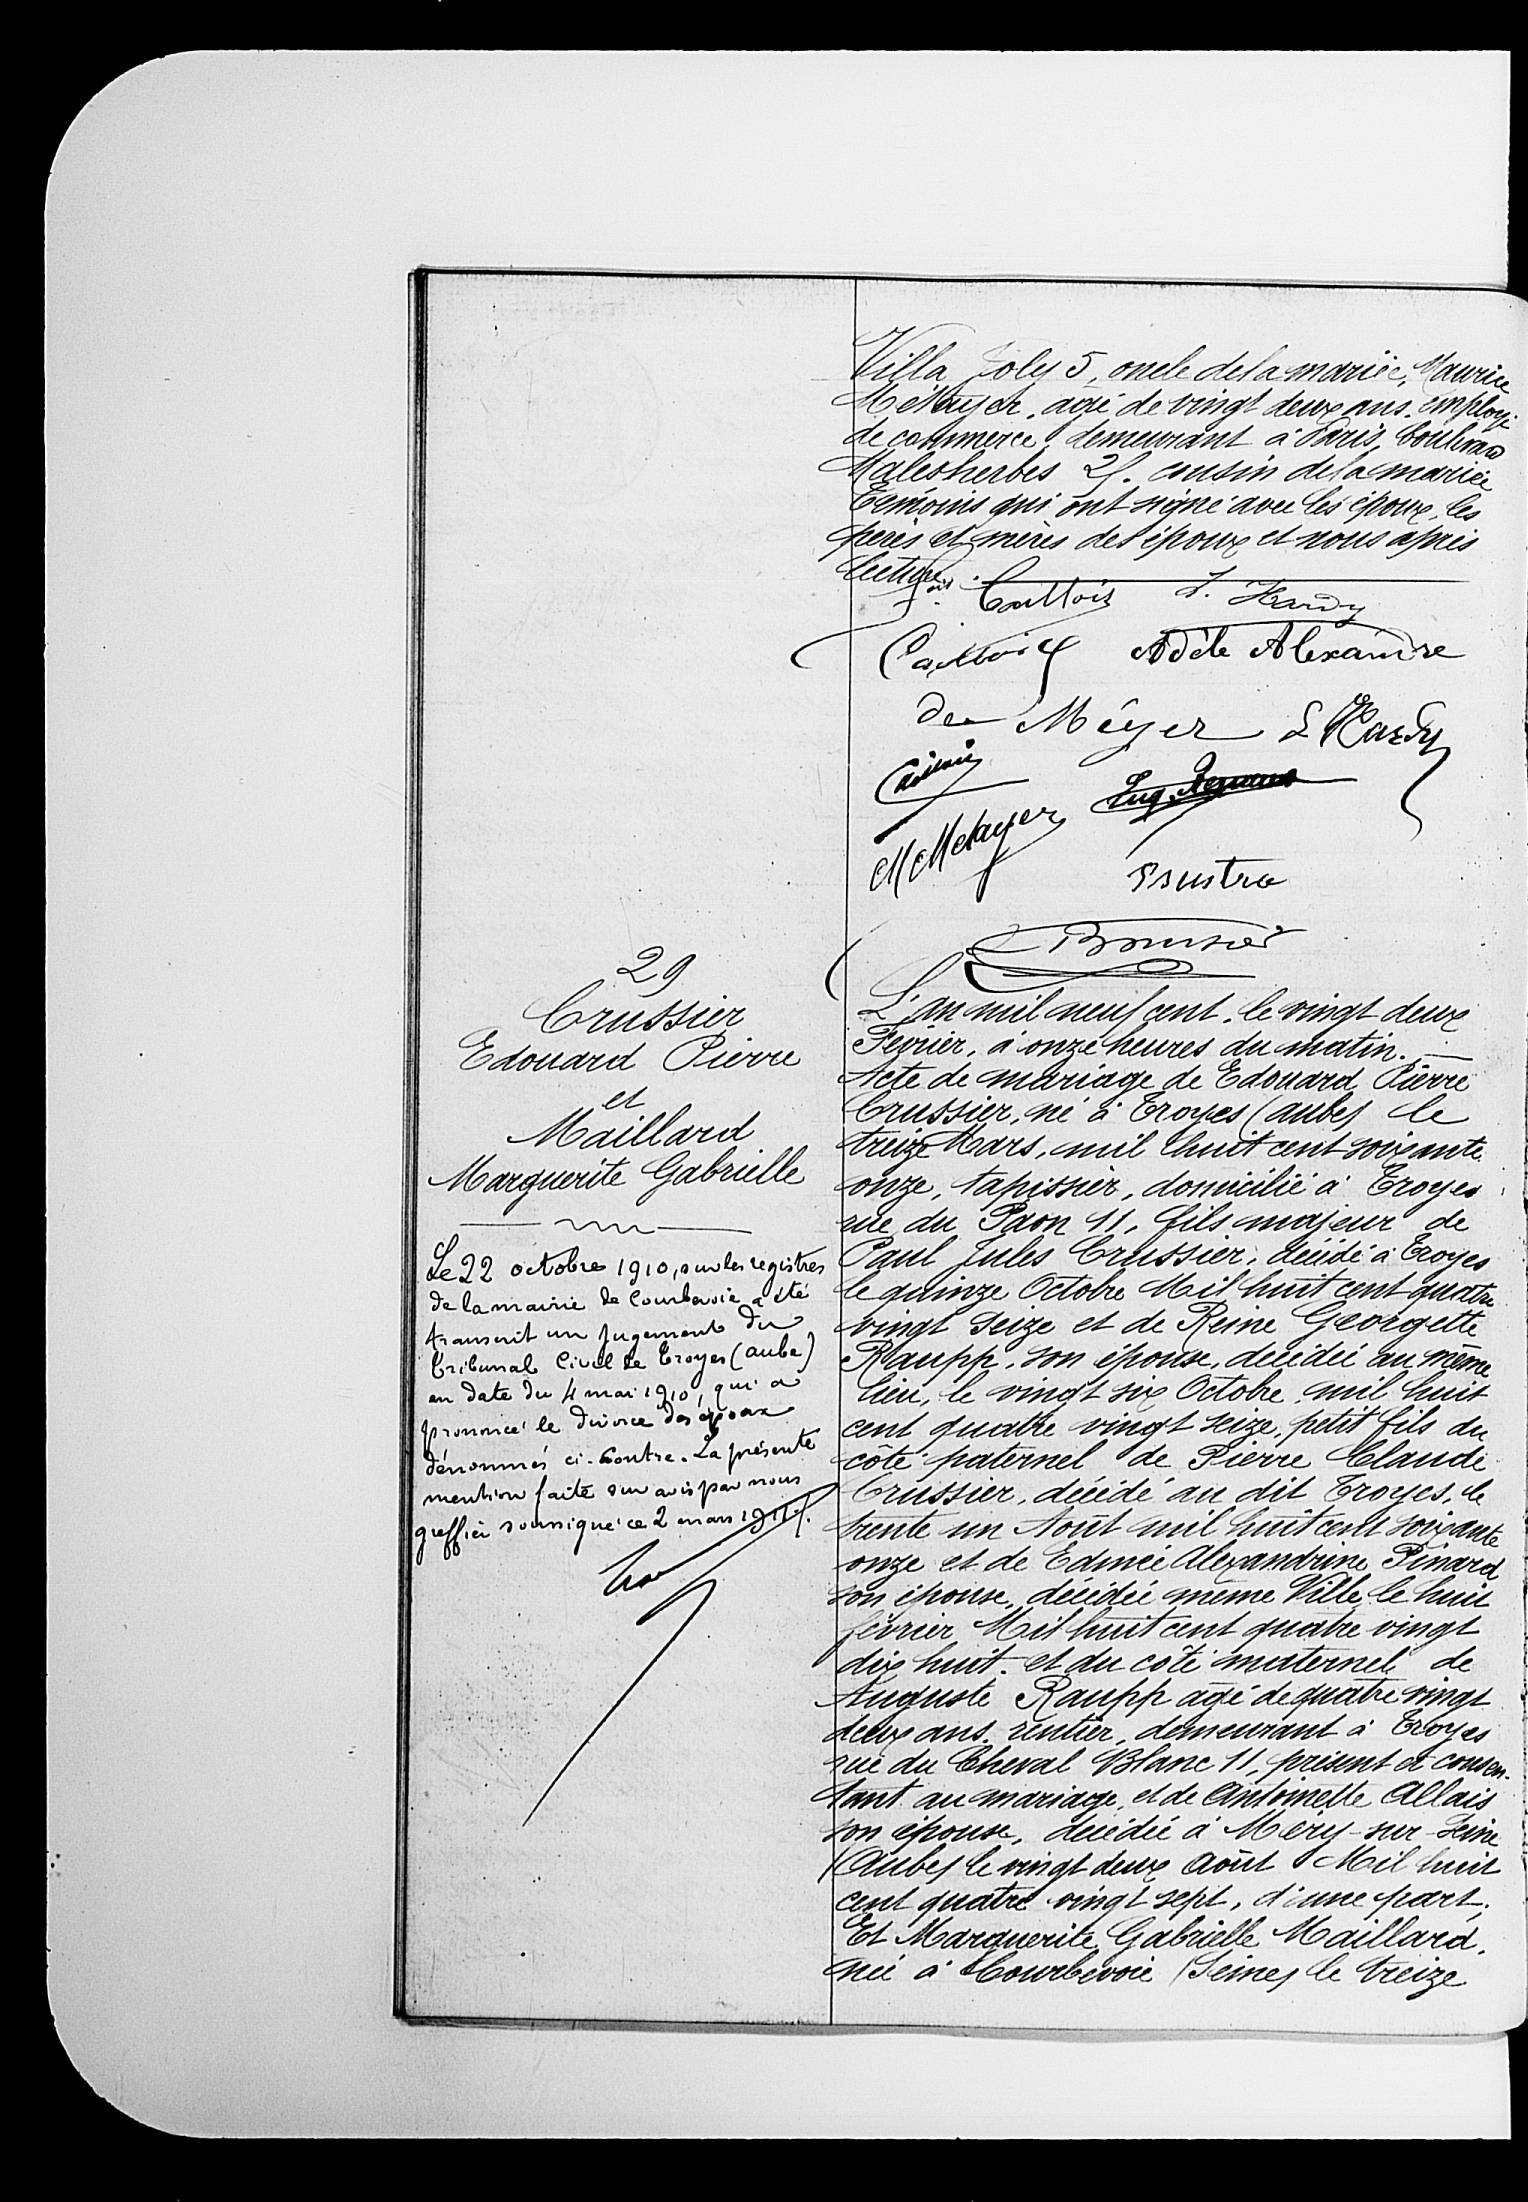 Villa Joly 5, oncle de la mariée, Maurice
Métayer, agé de vingt deux ans, employé
de commerce, demeurant à Paris, boulevard
Malesherbes 2, cousin de la mariée
Témoins qui ont signé avec les époux, les
pères et mères des époux et nous après
lecture.
L. Hardy
Adèle Alexandre
de Méyer L Hardy
M Métayer
29
Crussier
Edouard Pierre
et
Maillard
Marguerite Gabrielle
Le 22 octobre 1910, sur les registres
de la mairie de Courbevoie a été
transcrit un jugement du
tribunal Civil de Troyes (aube)
en date du 4 mai 1910, qui a
prononcé le divorce des époux
dénommés ci-contre. La présente
mention faite sur avis par nous
greffier soussigné ce 2 mars
L'an mil neuf cent, le vingt deux
Février, à onze heures du matin.
Acte de mariage de Edouard Pierre
Crussier, né à Troyes (aube) le
treize Mars, mil huit cent soixante
onze, tapissier, domicilié à Troyes
rue du Paon 11, fils majeur de
Paul Jules Crussier, décédé à Troyes
le quinze Octobre Mil huit cent quatre
vingt seize et de Reine Georgette
Raupp, son épouse, décédée au même
lieu, le vingt six Octobre, mil huit
cent quatre vingt seize, petit fils du
côté paternel de Pierre Claude
Crussier, décédé au dit Troyes, le
trente un Août mil huit cent soixante
onze et de Edmée Alexandrine Pinard
son épouse, décédée même Ville, le huit
février Mil huit cent quatre vingt
dix huit. et du côté maternel de
Auguste Raupp agé de quatre vingt
deux ans, rentier, demeurant à Troyes
rue du Cheval Blanc 11, présent et consen-
tant au mariage, et de Antoinette Allais
son épouse, décédée à Méry-sur-Seine
(Aube) le vingt deux Août Mil huit
cent quatre vingt sept, d'une part,
Et Marguerite Gabrielle Maillard,
née à Courbevoie (Seine) le treize